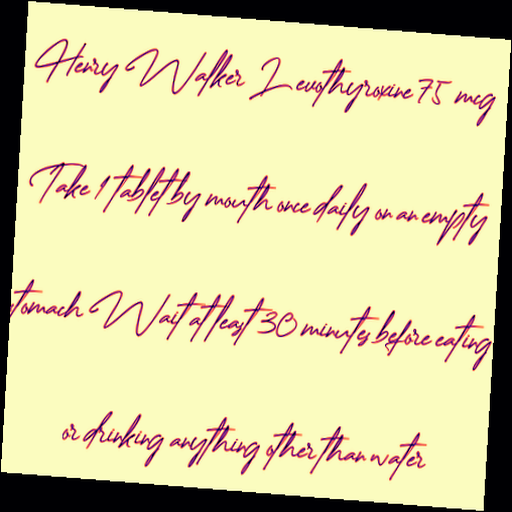 Henry Walker Levothyroxine 75 mcg
Take 1 tablet by mouth once daily on an empty
stomach Wait at least 30 minutes before eating
or drinking anything other than water